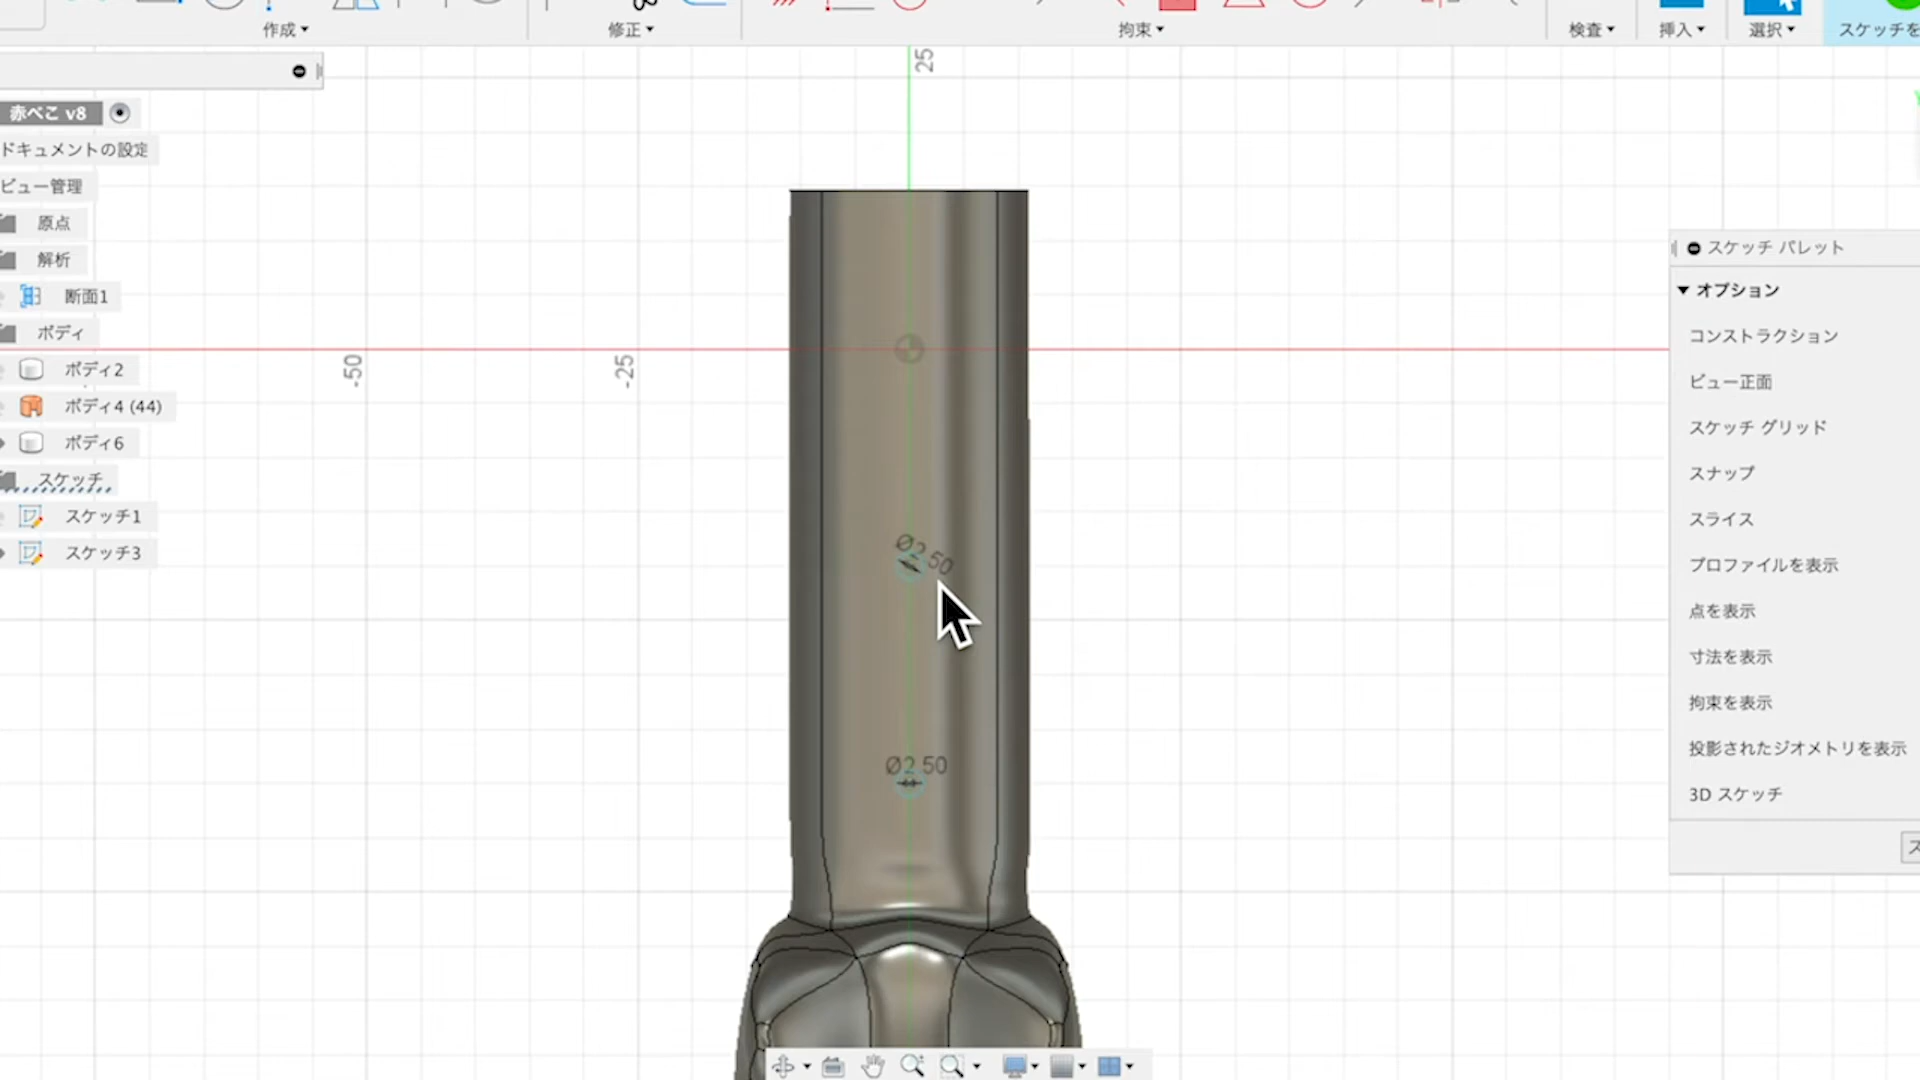 作成 修正 拘束 検査 挿入 選択 スケッチを
25
赤べこ v8
ドキュメントの設定
ビュー管理
原点
解析
断面1
ボディ
ボディ2
ボディ4 (44)
ボディ6
スケッチ
スケッチ1
スケッチ3
-50
-25
Ø2.50
Ø2.50
スケッチ パレット
オプション
コンストラクション
ビュー正面
スケッチ グリッド
スナップ
スライス
プロファイルを表示
点を表示
寸法を表示
拘束を表示
投影されたジオメトリを表示
3D スケッチ
ス